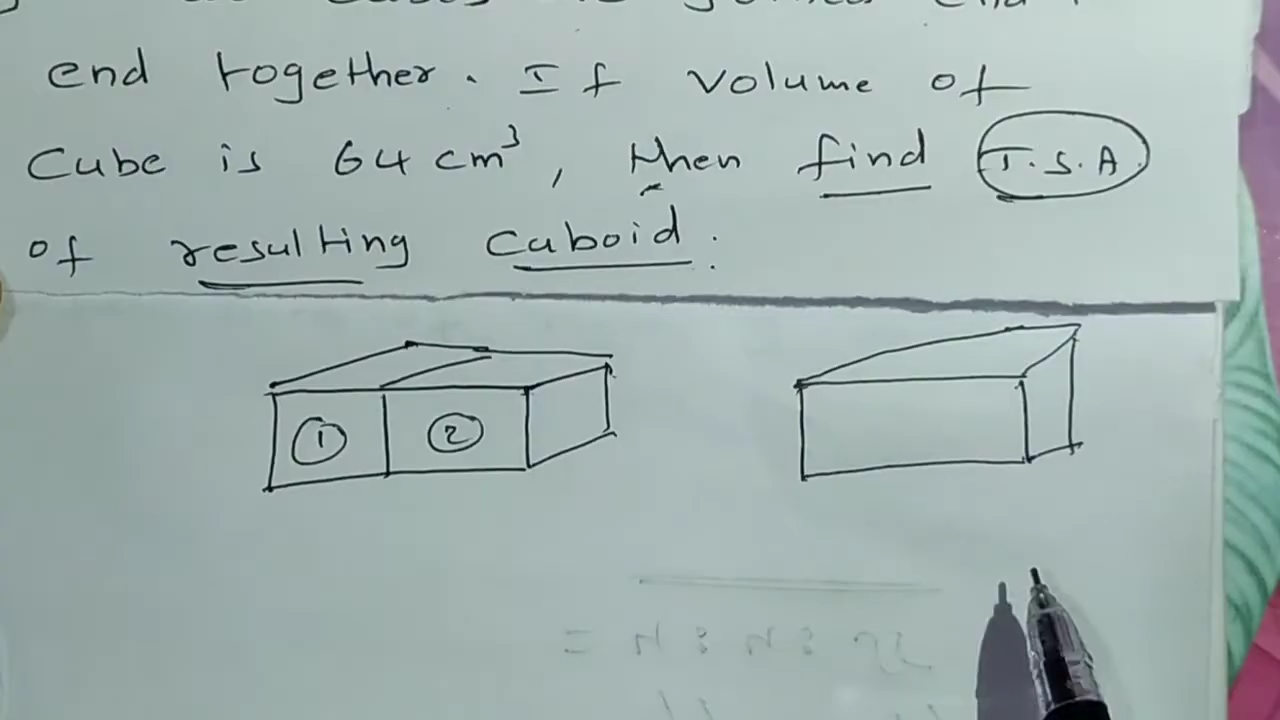 end together. If volume of
Cube is 64 cm³, then find T.S.A
of resulting Cuboid.
① ②